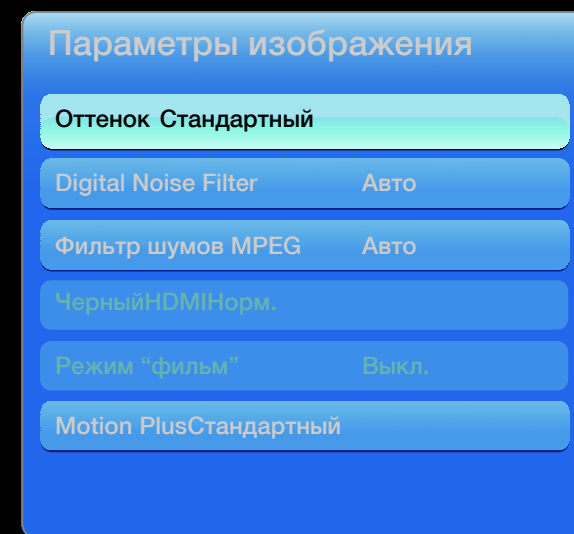 Параметры изображения
Оттенок Стандартный
Digital Noise Filter Авто
Фильтр шумов MPEG Авто
ЧерныйHDMIНорм.
Режим “фильм” Выкл.
Motion PlusСтандартный